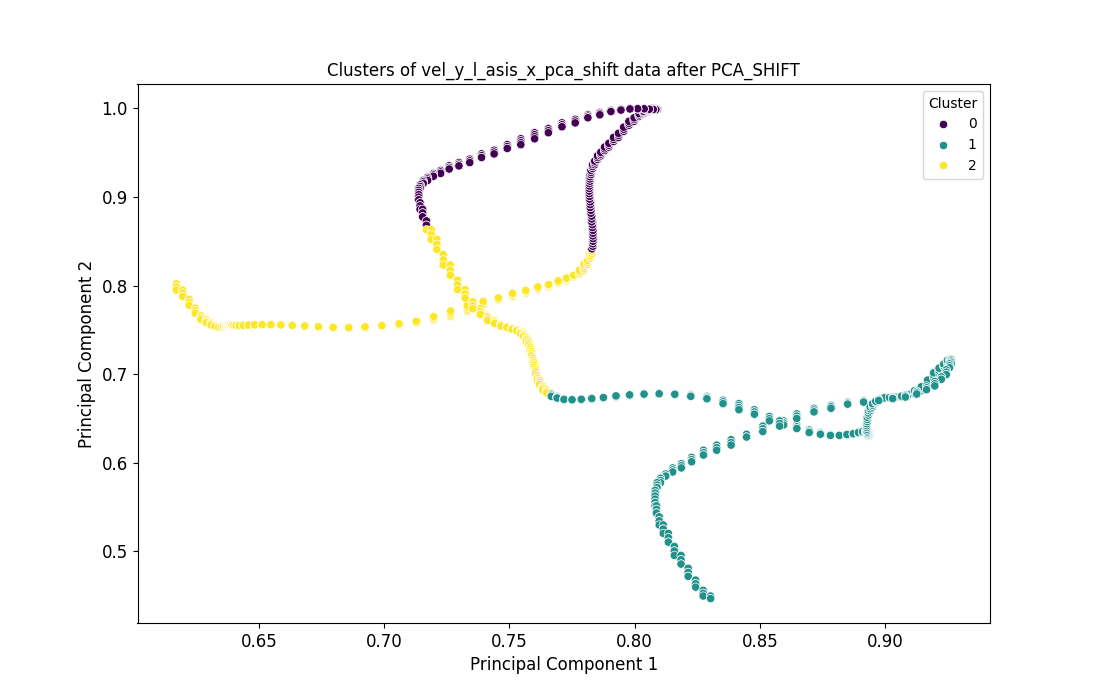 Clusters of vel_y_l_asis_x_pca_shift data after PCA_SHIFT
Cluster
0
1
2
Principal Component 2
1.0
0.9
0.8
0.7
0.6
0.5
0.65 0.70 0.75 0.80 0.85 0.90
Principal Component 1